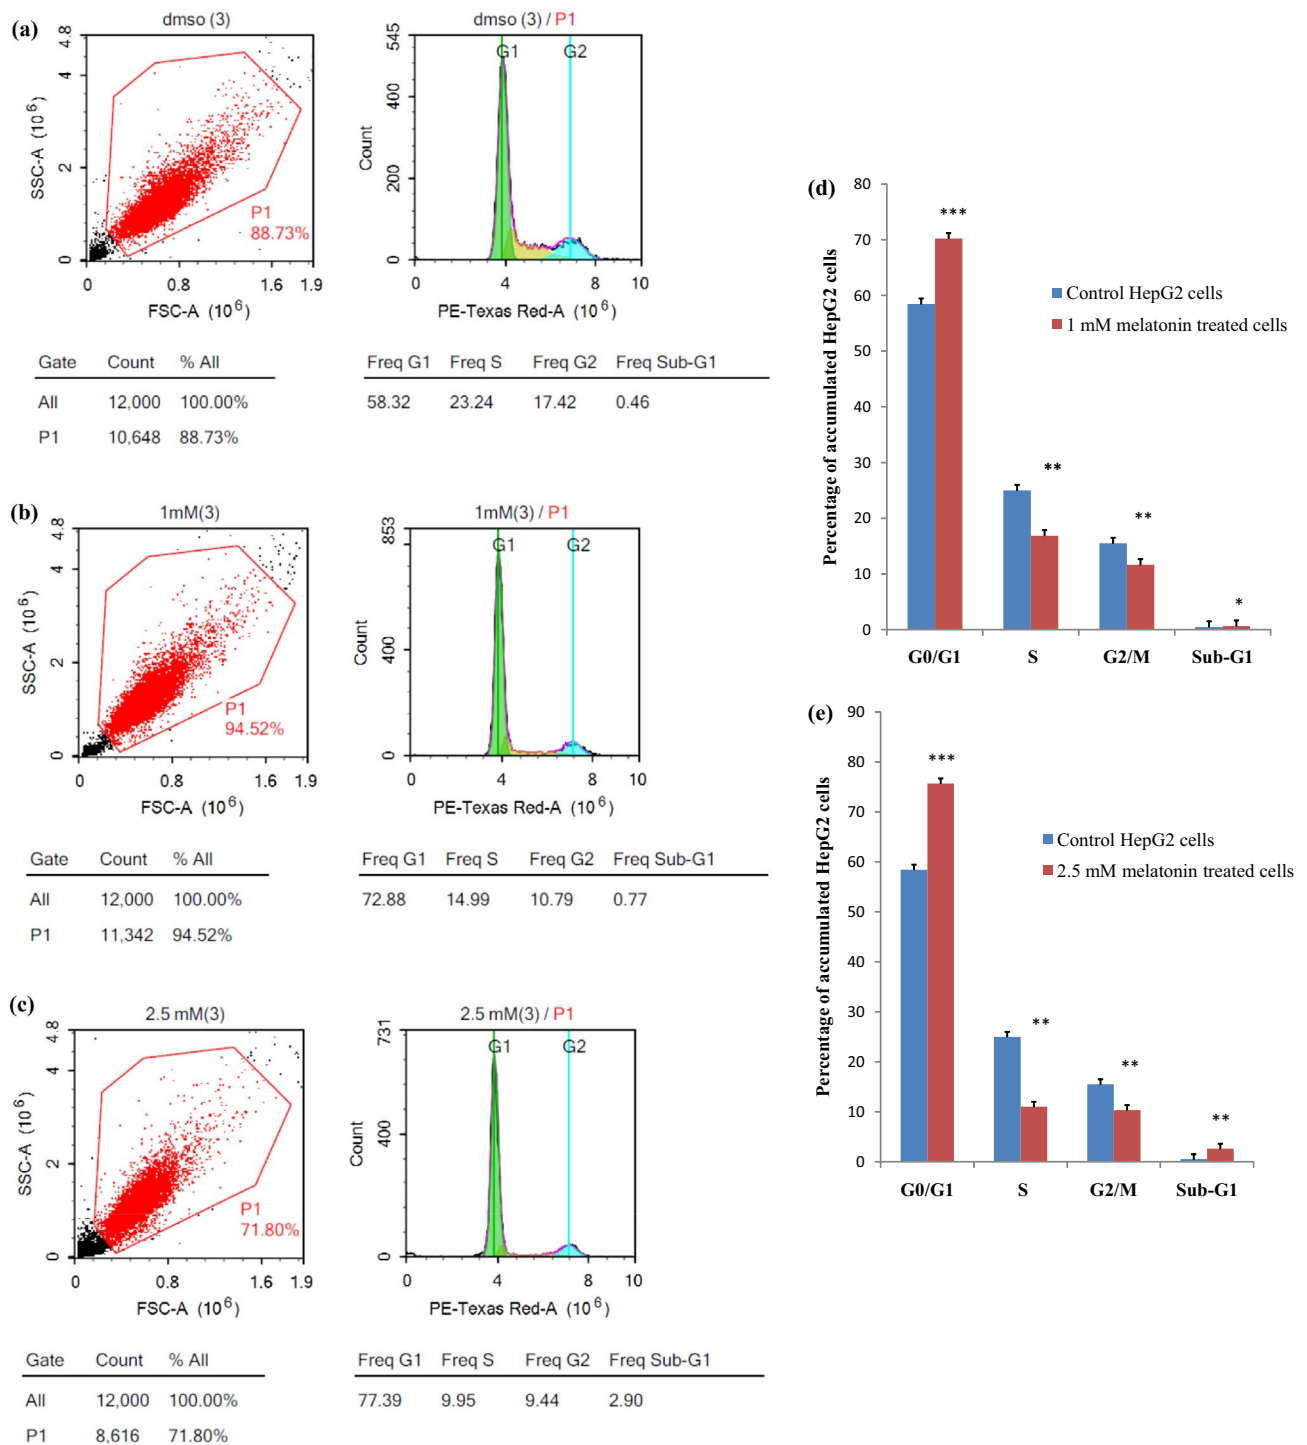 (a)
dmso (3)
4.8
4
2
0
SSC-A (10⁶)
P1
88.73%
0 0.8 1.6 1.9
FSC-A (10⁶)
dmso (3) / P1
545
400
200
0
Count
G1 G2
0 4 8 10
PE-Texas Red-A (10⁶)
Gate Count % All
All 12,000 100.00%
P1 10,648 88.73%
Freq G1 Freq S Freq G2 Freq Sub-G1
58.32 23.24 17.42 0.46
(b)
1mM(3)
4.8
4
2
0
SSC-A (10⁶)
P1
94.52%
0 0.8 1.6 1.9
FSC-A (10⁶)
1mM(3) / P1
853
400
0
Count
G1 G2
0 4 8 10
PE-Texas Red-A (10⁶)
Gate Count % All
All 12,000 100.00%
P1 11,342 94.52%
Freq G1 Freq S Freq G2 Freq Sub-G1
72.88 14.99 10.79 0.77
(c)
2.5 mM(3)
4.8
4
2
0
SSC-A (10⁶)
P1
71.80%
0 0.8 1.6 1.9
FSC-A (10⁶)
2.5 mM(3) / P1
731
400
0
Count
G1 G2
0 4 8 10
PE-Texas Red-A (10⁶)
Gate Count % All
All 12,000 100.00%
P1 8,616 71.80%
Freq G1 Freq S Freq G2 Freq Sub-G1
77.39 9.95 9.44 2.90
(d)
Percentage of accumulated HepG2 cells
80
70
60
50
40
30
20
10
0
***
**
**
*
Control HepG2 cells
1 mM melatonin treated cells
G0/G1 S G2/M Sub-G1
(e)
Percentage of accumulated HepG2 cells
90
80
70
60
50
40
30
20
10
0
***
**
**
**
Control HepG2 cells
2.5 mM melatonin treated cells
G0/G1 S G2/M Sub-G1